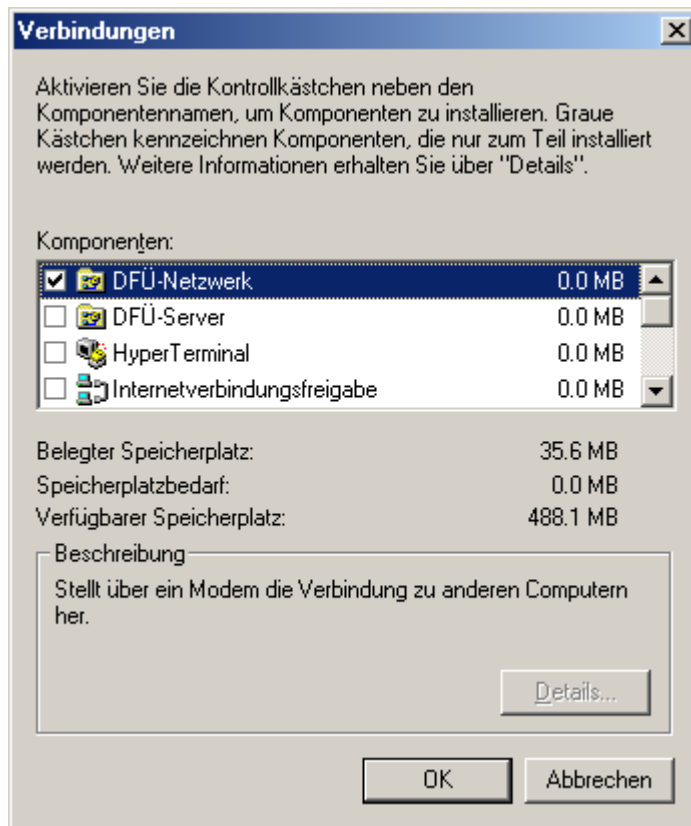 Verbindungen
Aktivieren Sie die Kontrollkästchen neben den
Komponentennamen, um Komponenten zu installieren. Graue
Kästchen kennzeichnen Komponenten, die nur zum Teil installiert
werden. Weitere Informationen erhalten Sie über "Details".
Komponenten:
DFÜ-Netzwerk 0.0 MB
DFÜ-Server 0.0 MB
HyperTerminal 0.0 MB
Internetverbindungsfreigabe 0.0 MB
Belegter Speicherplatz: 35.6 MB
Speicherplatzbedarf: 0.0 MB
Verfügbarer Speicherplatz: 488.1 MB
Beschreibung
Stellt über ein Modem die Verbindung zu anderen Computern
her.
Details...
OK Abbrechen